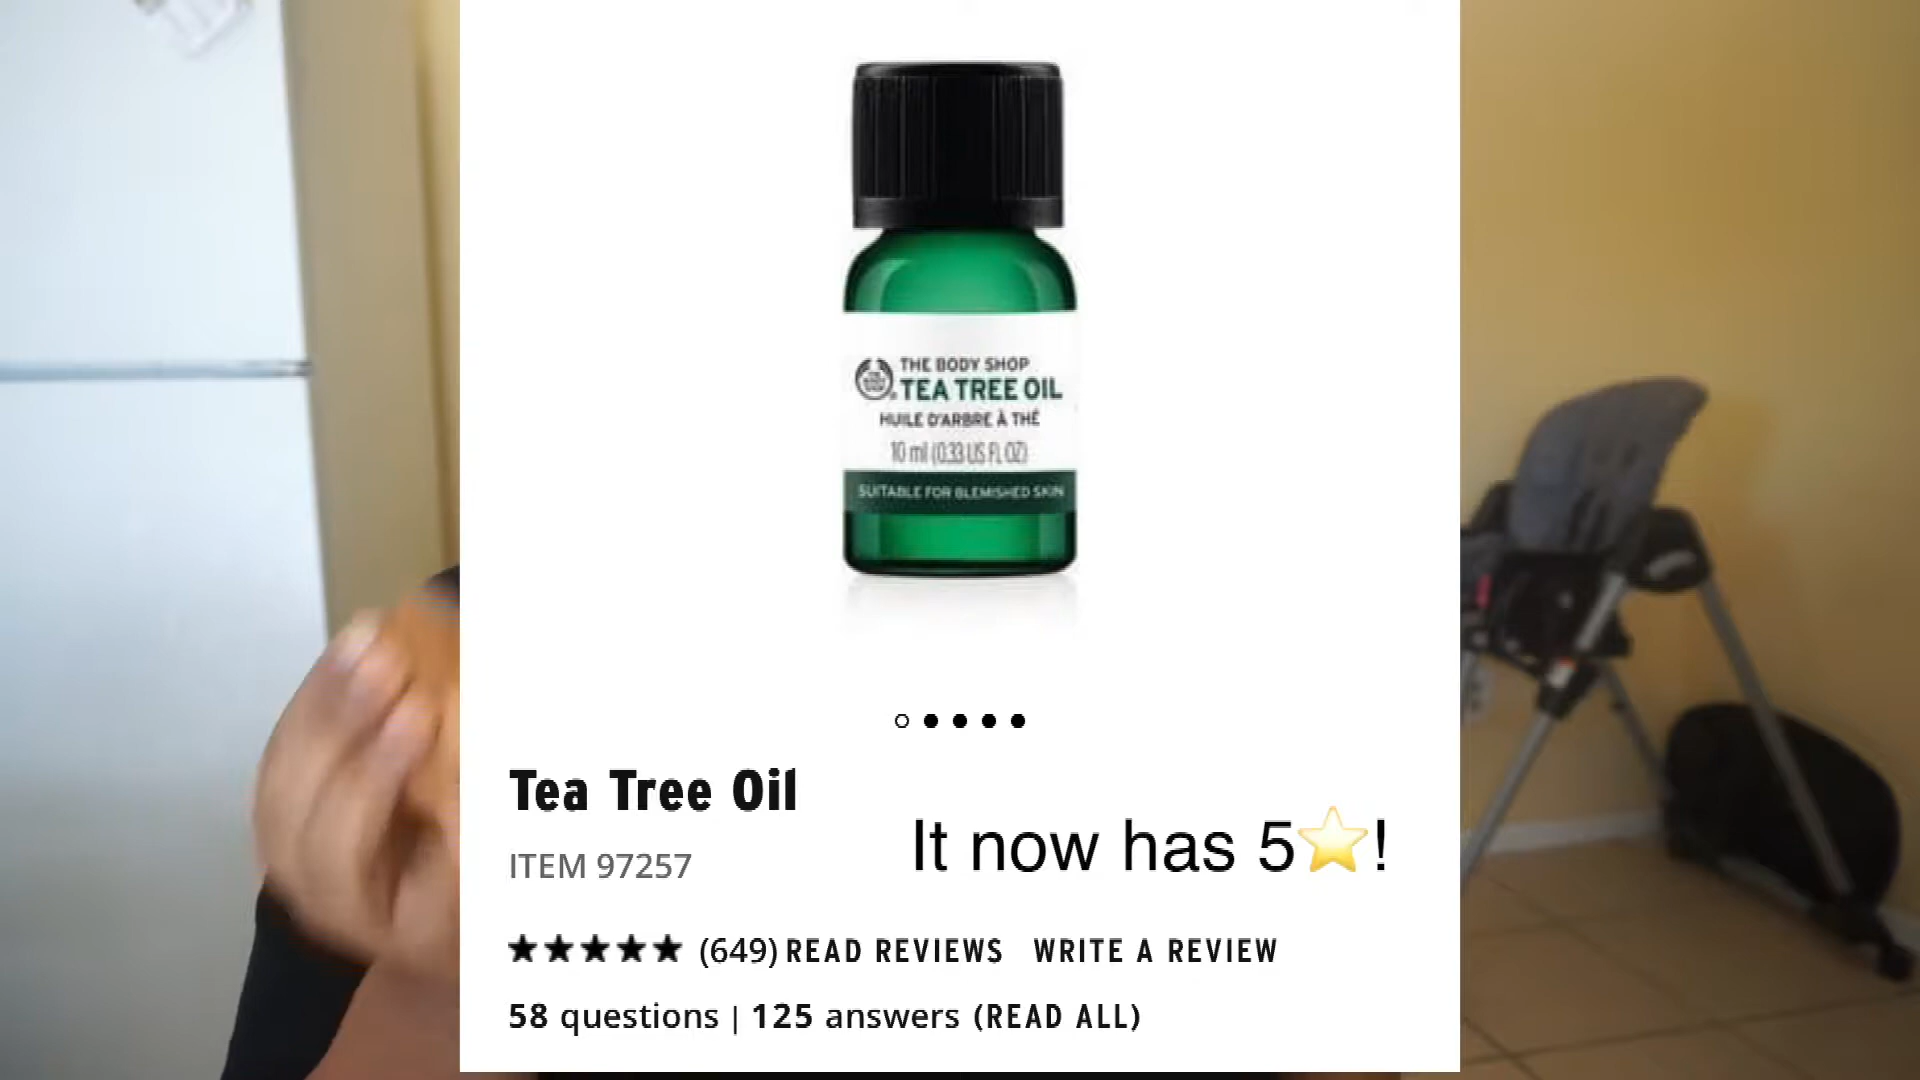 THE BODY SHOP
TEA TREE OIL
HUILE D'ARBRE À THÉ
10 ml (0.33 US FL OZ)
SUITABLE FOR BLEMISHED SKIN
Tea Tree Oil
It now has 5⭐!
ITEM 97257
★★★★★ (649) READ REVIEWS WRITE A REVIEW
58 questions | 125 answers (READ ALL)